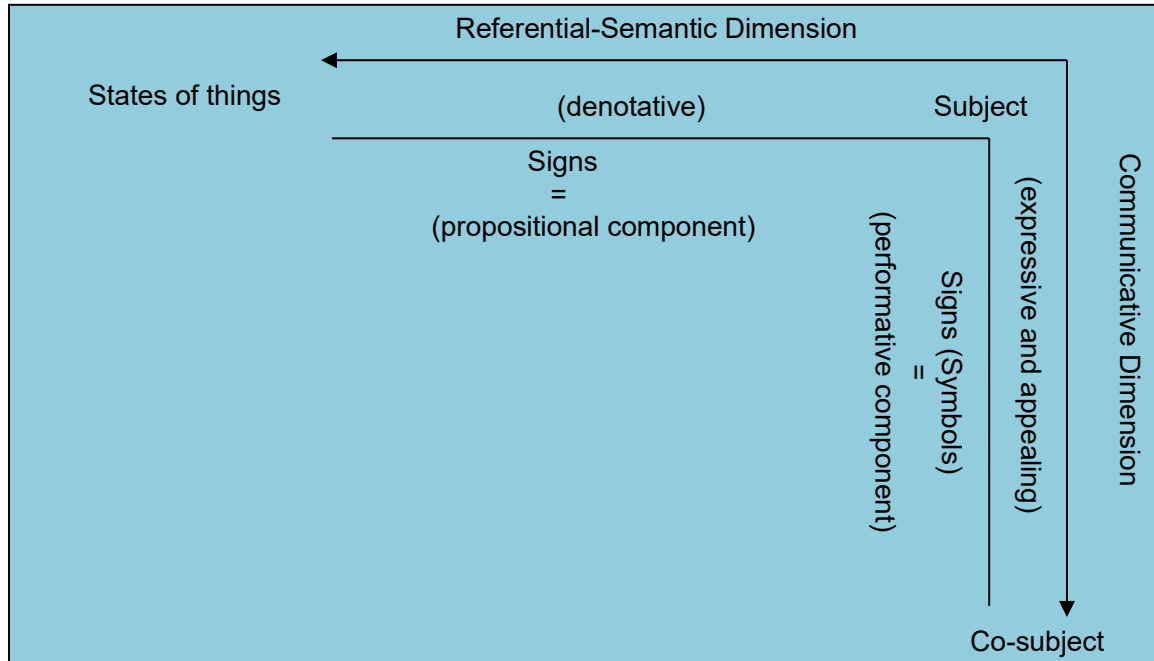 Referential-Semantic Dimension
States of things
(denotative)
Subject
Signs
=
(propositional component)
(performative component)
=
Signs (Symbols)
(expressive and appealing)
Communicative Dimension
Co-subject